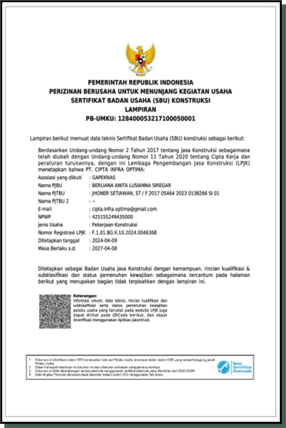 PEMERINTAH REPUBLIK INDONESIA
PERIZINAN BERUSAHA UNTUK MENUNJANG KEGIATAN USAHA
SERTIFIKAT BADAN USAHA (SBU) KONSTRUKSI
LAMPIRAN
PB-UMKU: 128400053217100050001
Lampiran berikut memuat data teknis Sertifikat Badan Usaha (SBU) konstruksi sebagai berikut:
Berdasarkan Undang-undang Nomor 2 Tahun 2017 tentang Jasa Konstruksi sebagaimana
telah diubah dengan Undang-undang Nomor 11 Tahun 2020 tentang Cipta Kerja dan
peraturan turunannya, dengan ini Lembaga Pengembangan Jasa Konstruksi (LPJK)
menetapkan bahwa PT. CIPTA INFRA OPTIMA:
Asosiasi yang diikuti : GAPEKNAS
Nama PJBU : BERLIANA ANITA LUSIANNA SIREGAR
Nama PJTBU : JHONER SETIAWAN, ST / F 2017 05464 2023 0138206 SI 01
Nama PJTBU 2 : --
E-mail : cipta.infra.optima@gmail.com
NPWP : 425155249435000
Jenis Usaha : Pekerjaan Konstruksi
Nomor Registrasi LPJK : F.1.01.BG.K.10.2024.0046368
Ditetapkan tanggal : 2024-04-09
Masa Berlaku s.d. : 2027-04-08
Ditetapkan sebagai Badan Usaha Jasa Konstruksi dengan kemampuan, rincian kualifikasi &
subklasifikasi dan status pemenuhan kewajiban sebagaimana tercantum pada halaman
berikut yang merupakan bagian tidak terpisahkan dengan lampiran ini.
Keterangan:
Informasi umum, data teknis, rincian kualifikasi dan
subklasifikasi serta status pemenuhan kewajiban
pelaku usaha yang tercatat pada website LPJK juga
dapat dilihat pada QRCode berikut, dan dapat
diverifikasi menggunakan Aplikasi Jakontrust.
Balai
Sertifikasi
Elektronik